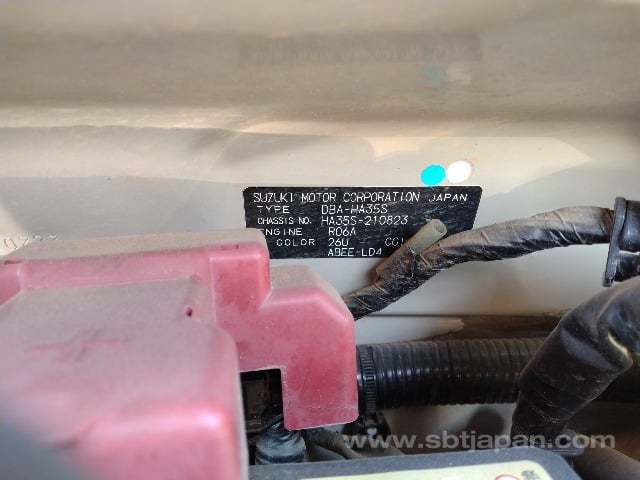 SUZUKI MOTOR CORPORATION JAPAN
TYPE DBA-HA35S
CHASSIS NO. HA35S-210823
ENGINE R06A
COLOR 26U
ABEE-LD4
www.sbtjapan.com